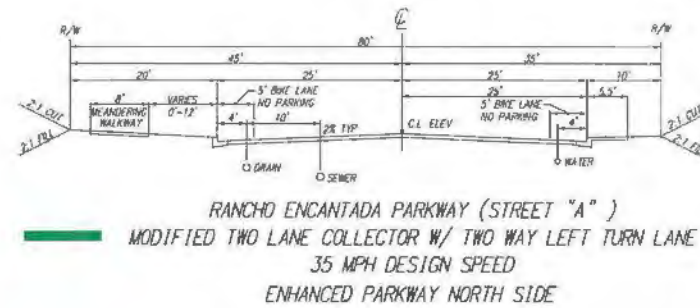 ℄
R/W
R/W
80'
45'
35'
20'
25'
25'
10'
5' BIKE LANE
NO PARKING
25'
8'
VARIES
0'-12'
5' BIKE LANE
NO PARKING
5.5'
2:1 CUT
MEANDERING
WALKWAY
4'
10'
2% TYP
C.L. ELEV
4'
2:1 CUT
2:1 FILL
2:1 FILL
DRAIN
SEWER
WATER
RANCHO ENCANTADA PARKWAY (STREET "A" )
MODIFIED TWO LANE COLLECTOR W/ TWO WAY LEFT TURN LANE
35 MPH DESIGN SPEED
ENHANCED PARKWAY NORTH SIDE